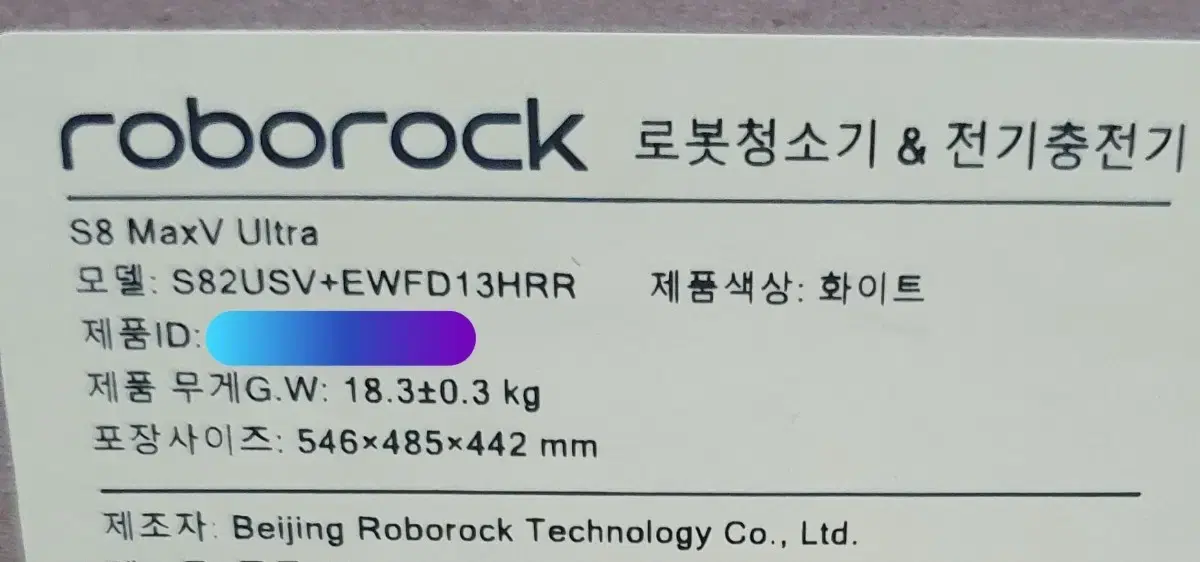 roborock 로봇청소기 & 전기충전기
S8 MaxV Ultra
모델: S82USV+EWFD13HRR 제품색상: 화이트
제품ID:
제품 무게G.W: 18.3±0.3 kg
포장사이즈: 546×485×442 mm
제조자: Beijing Roborock Technology Co., Ltd.